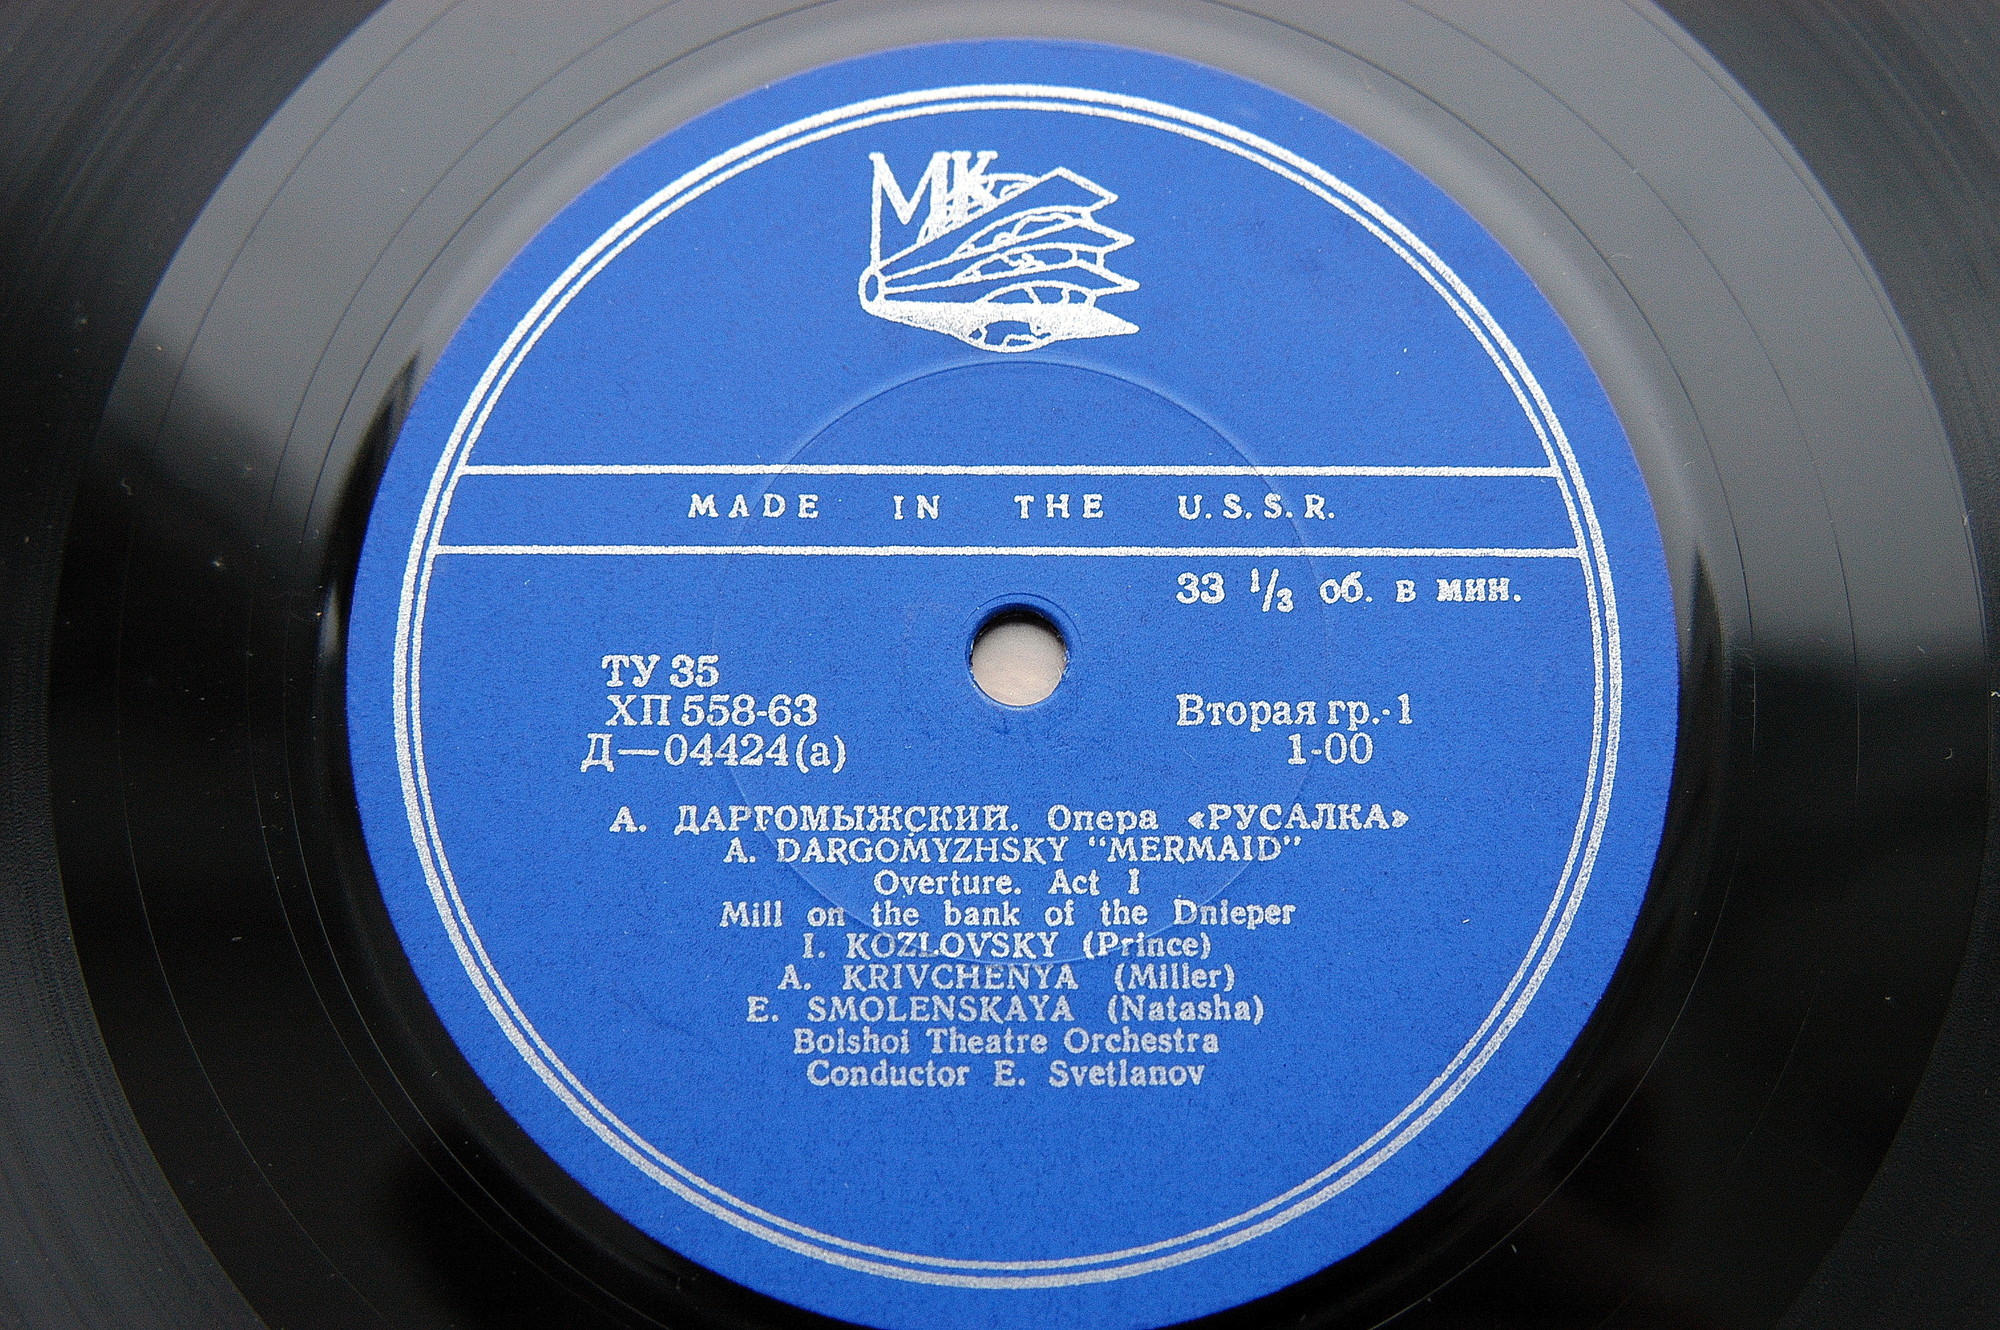 МК
MADE IN THE U.S.S.R.
33 1/3 об. в мин.
ТУ 35
ХП 558-63
Д—04424(а)
Вторая гр.-1
1-00
А. ДАРГОМЫЖСКИЙ. Опера «РУСАЛКА»
A. DARGOMYZHSKY "MERMAID"
Overture. Act I
Mill on the bank of the Dnieper
I. KOZLOVSKY (Prince)
A. KRIVCHENYA (Miller)
E. SMOLENSKAYA (Natasha)
Bolshoi Theatre Orchestra
Conductor E. Svetlanov